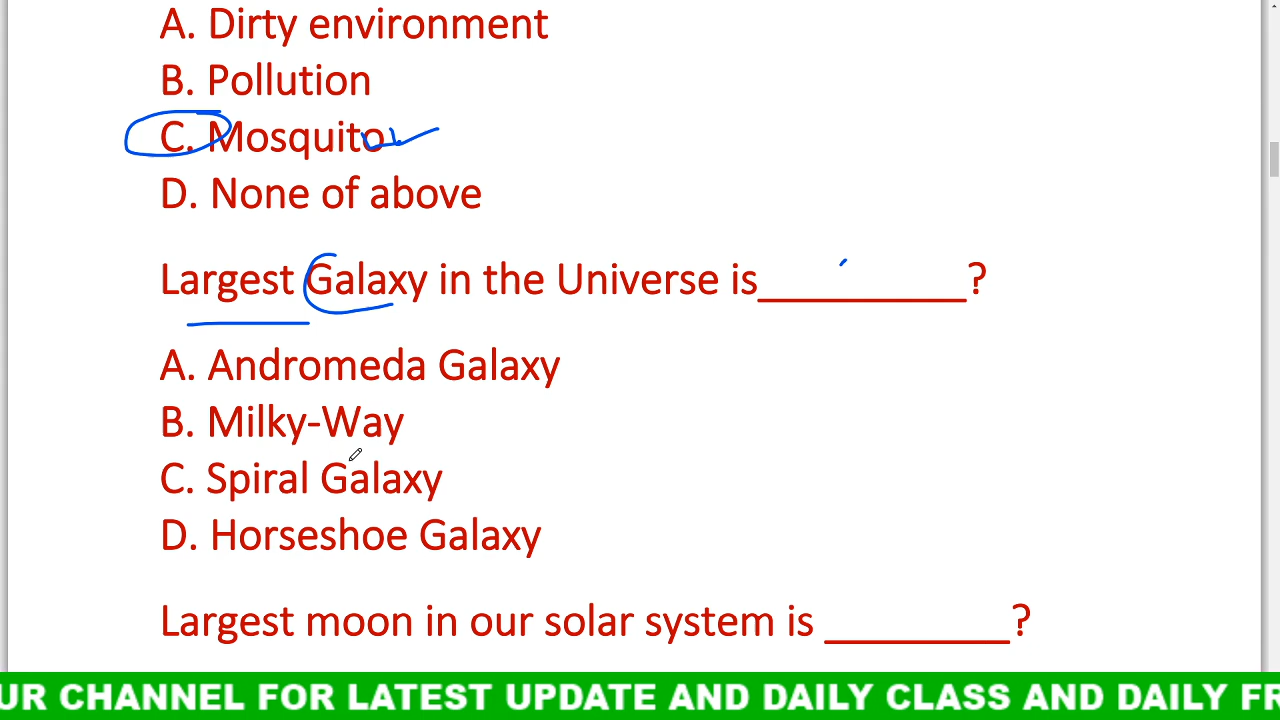 A. Dirty environment
B. Pollution
C. Mosquito
D. None of above
Largest Galaxy in the Universe is__________?
A. Andromeda Galaxy
B. Milky-Way
C. Spiral Galaxy
D. Horseshoe Galaxy
Largest moon in our solar system is _________?
UR CHANNEL FOR LATEST UPDATE AND DAILY CLASS AND DAILY FR